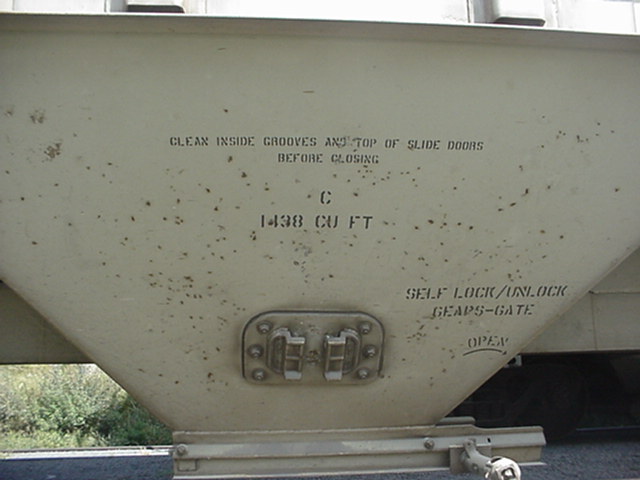 CLEAN INSIDE GROOVES AND TOP OF SLIDE DOORS
BEFORE CLOSING
C
1438 CU FT
SELF LOCK/UNLOCK
GEARS-GATE
OPEN